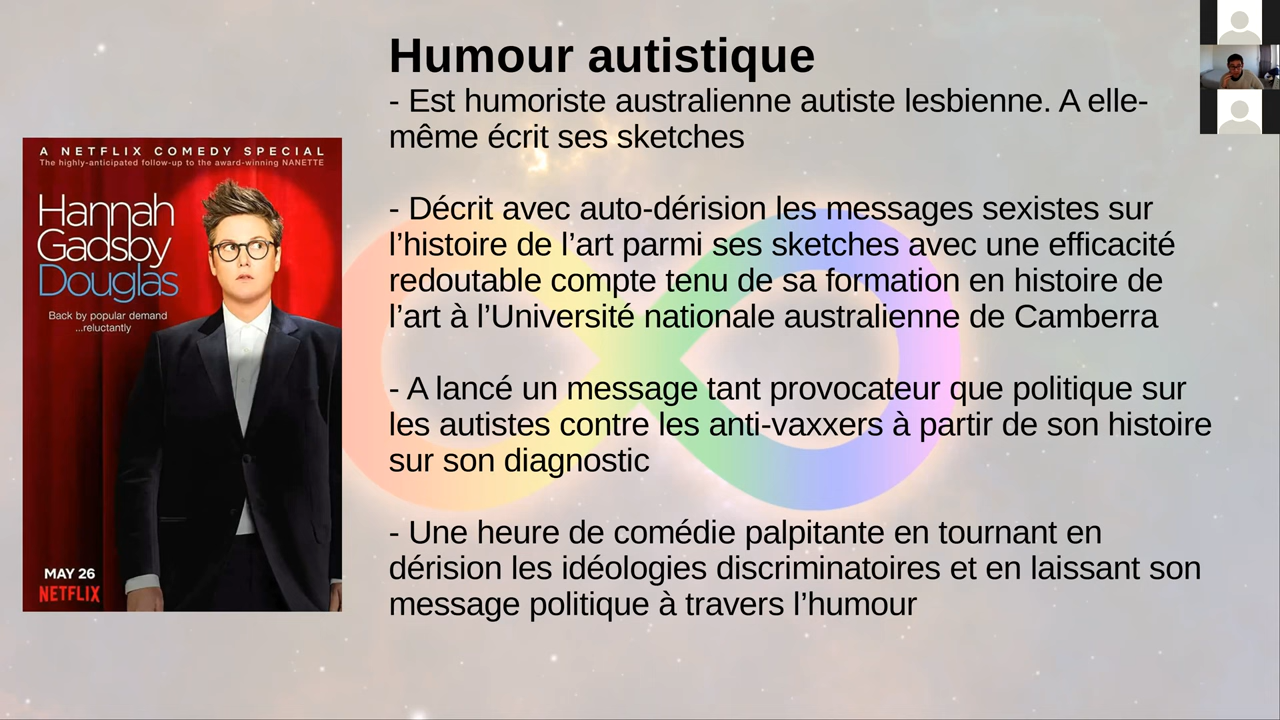 Humour autistique
- Est humoriste australienne autiste lesbienne. A elle-
même écrit ses sketches
- Décrit avec auto-dérision les messages sexistes sur
l’histoire de l’art parmi ses sketches avec une efficacité
redoutable compte tenu de sa formation en histoire de
l’art à l’Université nationale australienne de Camberra
- A lancé un message tant provocateur que politique sur
les autistes contre les anti-vaxxers à partir de son histoire
sur son diagnostic
- Une heure de comédie palpitante en tournant en
dérision les idéologies discriminatoires et en laissant son
message politique à travers l’humour
A NETFLIX COMEDY SPECIAL
The highly-anticipated follow-up to the award-winning NANETTE
Hannah
Gadsby
Douglas
Back by popular demand
...reluctantly
MAY 26
NETFLIX